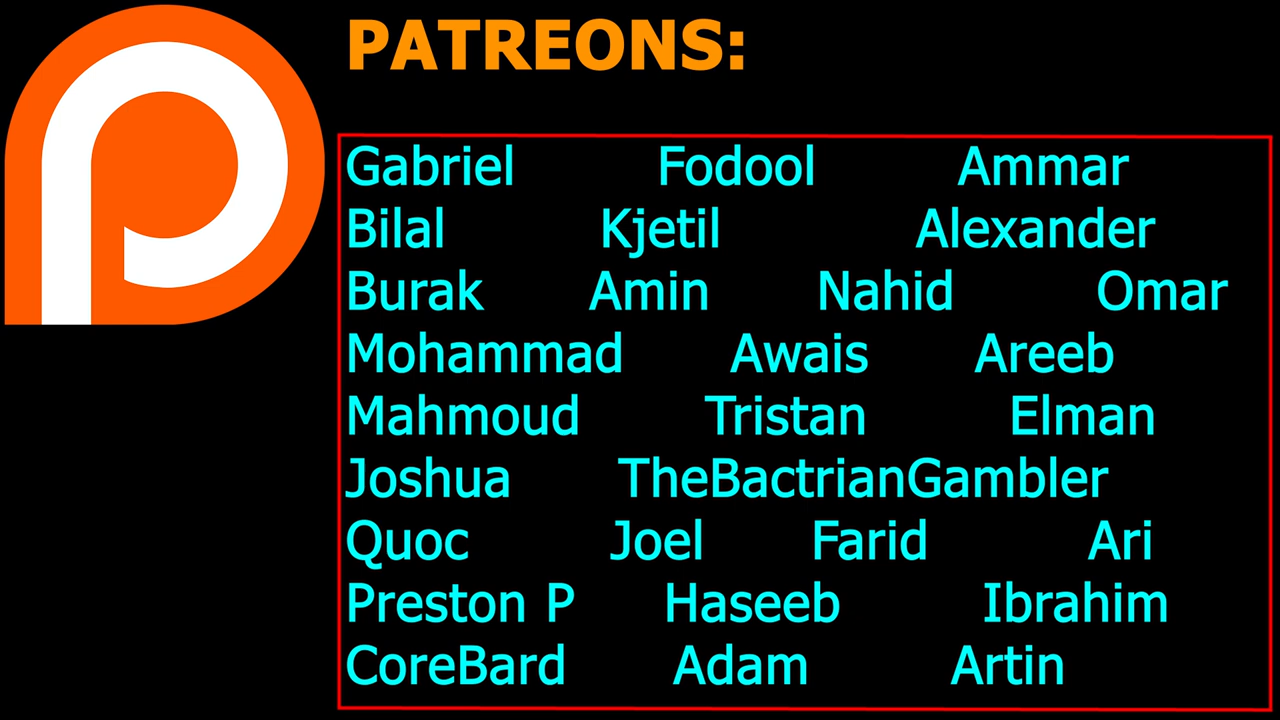 PATREONS:
Gabriel Fodool Ammar
Bilal Kjetil Alexander
Burak Amin Nahid Omar
Mohammad Awais Areeb
Mahmoud Tristan Elman
Joshua TheBactrianGambler
Quoc Joel Farid Ari
Preston P Haseeb Ibrahim
CoreBard Adam Artin